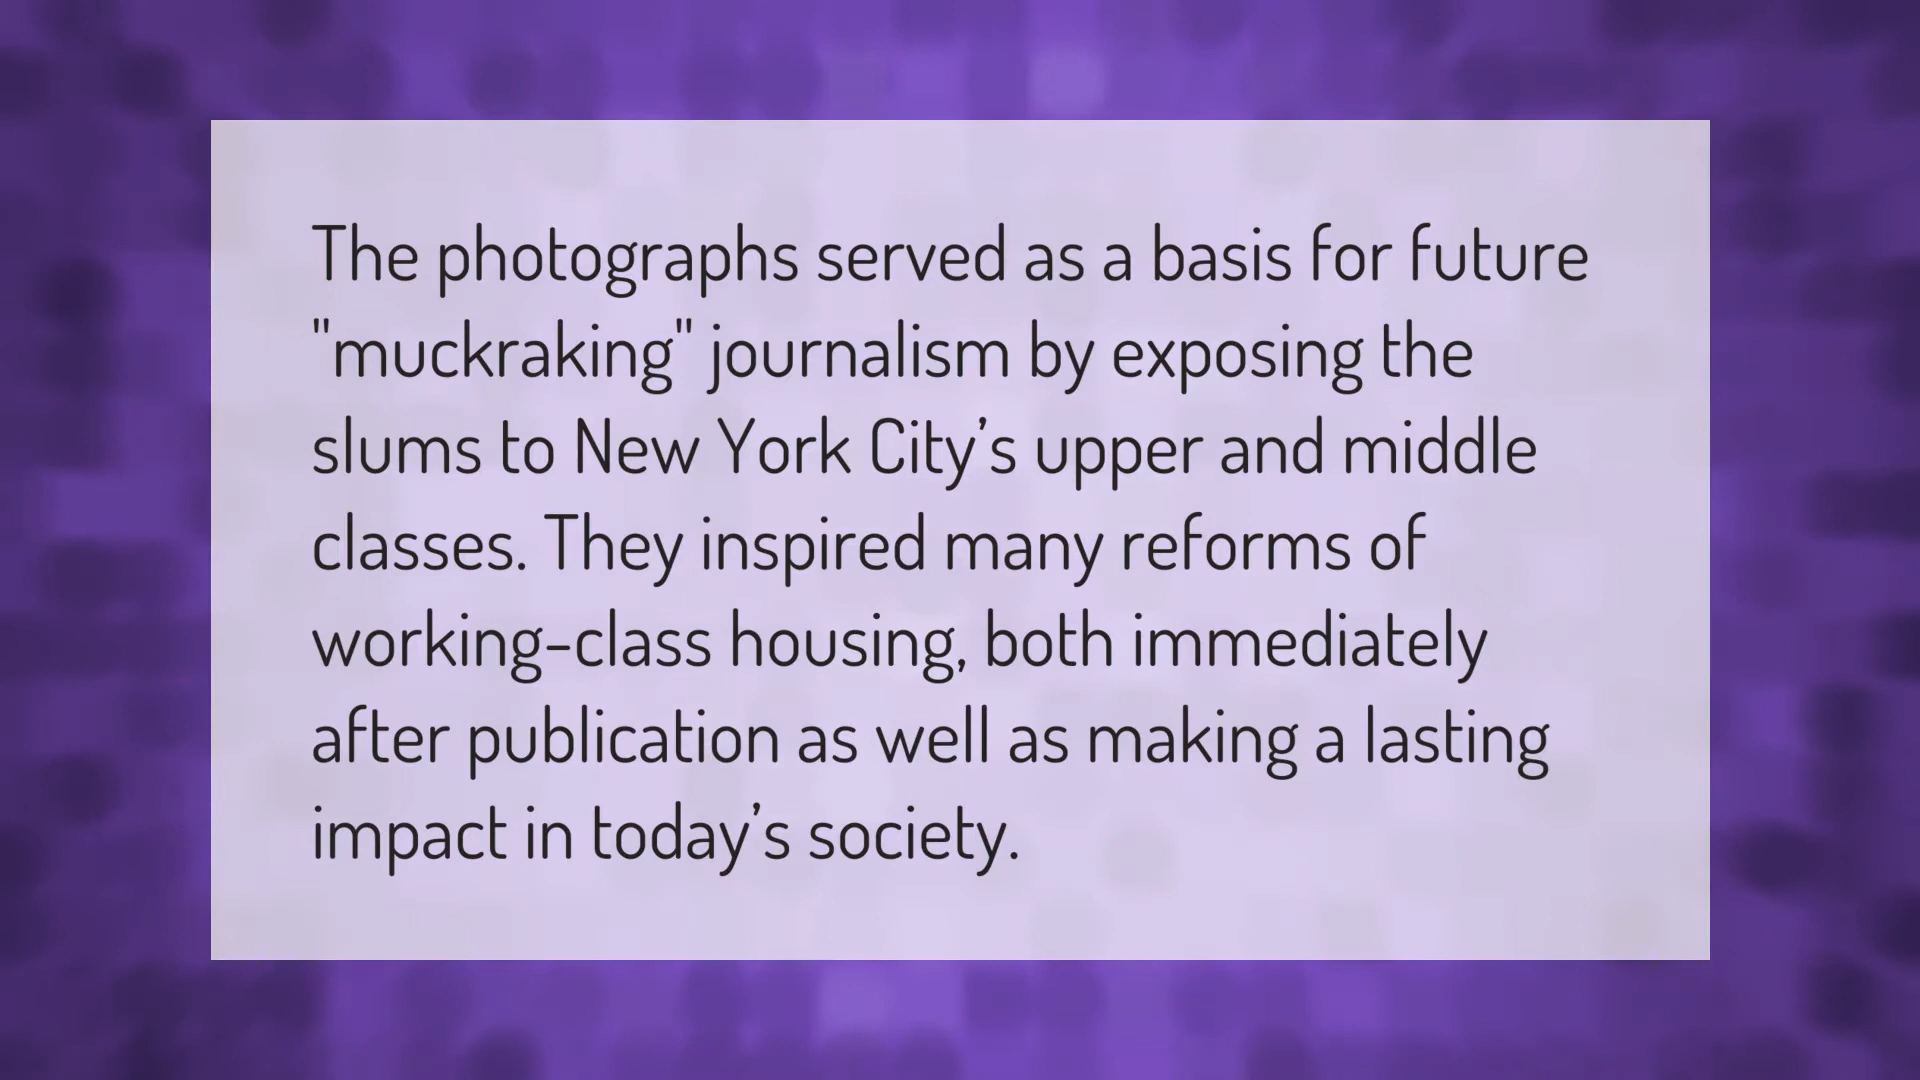 The photographs served as a basis for future
"muckraking" journalism by exposing the
slums to New York City’s upper and middle
classes. They inspired many reforms of
working-class housing, both immediately
after publication as well as making a lasting
impact in today’s society.